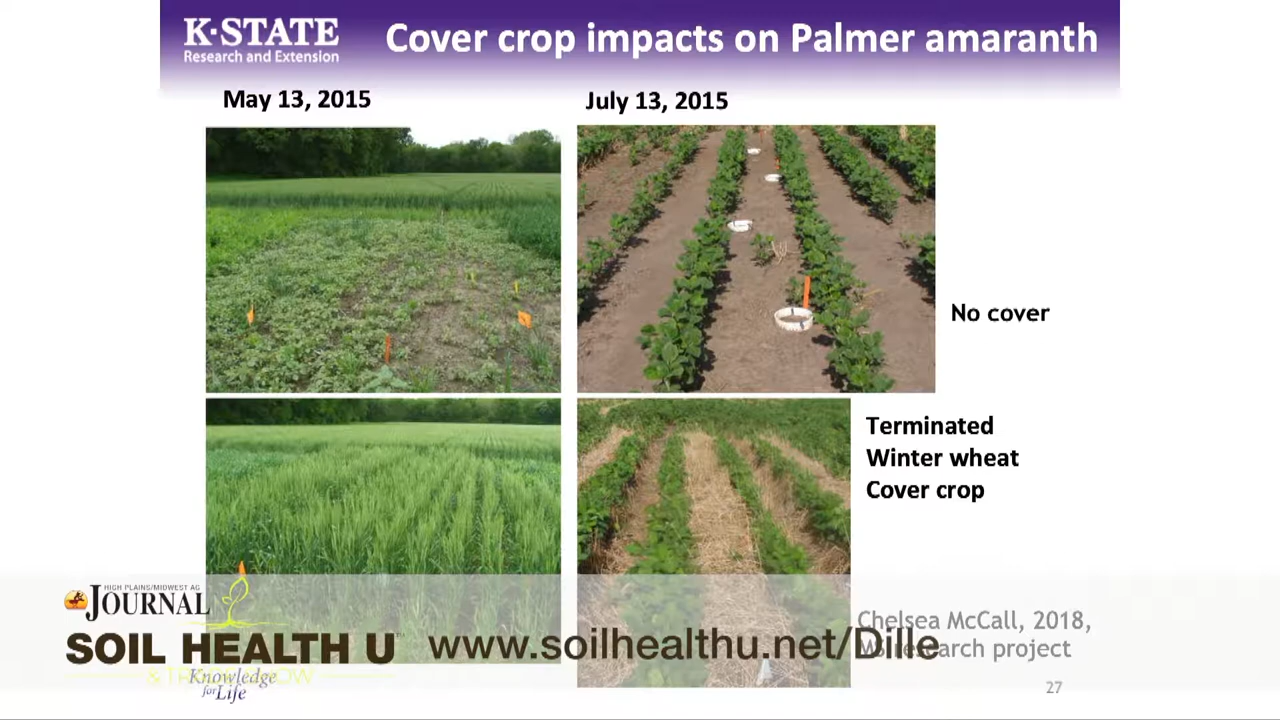 K-STATE
Research and Extension
Cover crop impacts on Palmer amaranth
May 13, 2015
July 13, 2015
No cover
Terminated
Winter wheat
Cover crop
Chelsea McCall, 2018,
research project
27
HIGH PLAINS/MIDWEST AG
JOURNAL
SOIL HEALTH U
www.soilhealthu.net/Dille
Knowledge
for Life